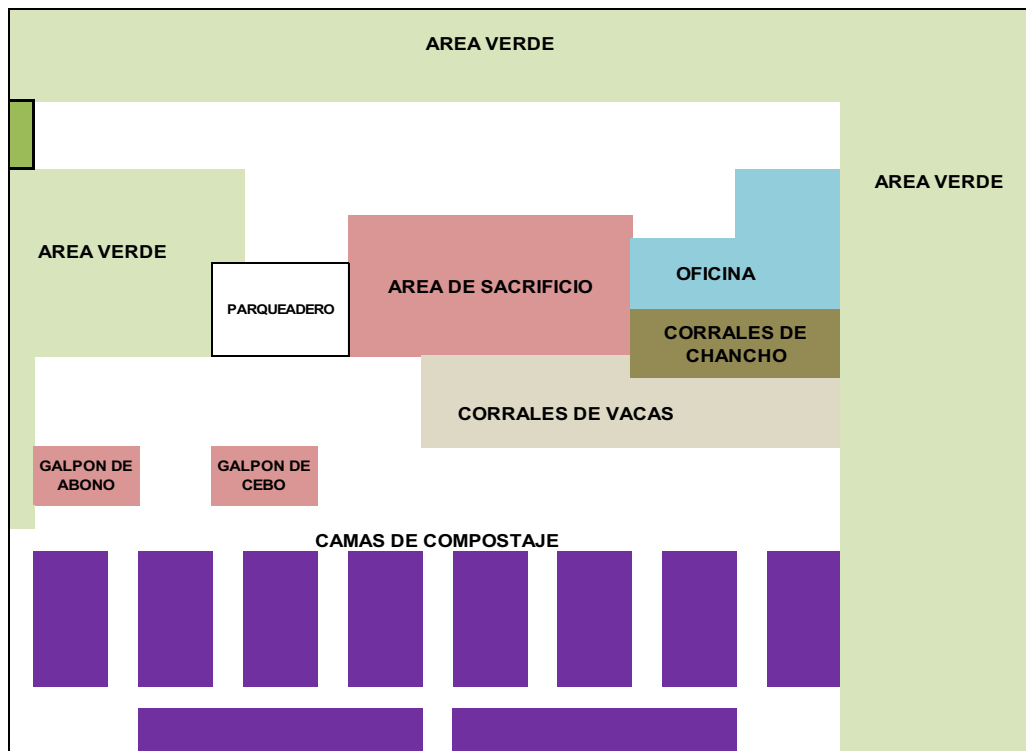 AREA VERDE
AREA VERDE
AREA VERDE
OFICINA
AREA DE SACRIFICIO
PARQUEADERO
CORRALES DE
CHANCHO
CORRALES DE VACAS
GALPON DE
ABONO
GALPON DE
CEBO
CAMAS DE COMPOSTAJE